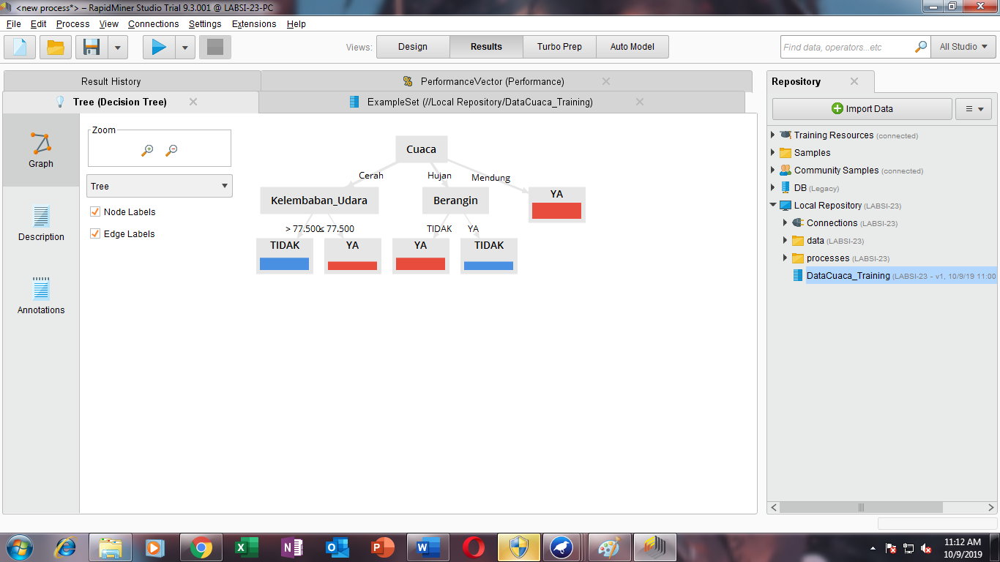 <new process*> – RapidMiner Studio Trial 9.3.001 @ LABSI-23-PC
File Edit Process View Connections Settings Extensions Help
Views: Design Results Turbo Prep Auto Model
Find data, operators...etc
All Studio
Result History
PerformanceVector (Performance)
Tree (Decision Tree)
ExampleSet (//Local Repository/DataCuaca_Training)
Graph
Description
Annotations
Zoom
Tree
Node Labels
Edge Labels
Cuaca
Cerah Hujan Mendung
Kelembaban_Udara Berangin YA
> 77.500 ≤ 77.500 TIDAK YA
TIDAK YA YA TIDAK
Repository
Import Data
Training Resources (connected)
Samples
Community Samples (connected)
DB (Legacy)
Local Repository (LABSI-23)
Connections (LABSI-23)
data (LABSI-23)
processes (LABSI-23)
DataCuaca_Training (LABSI-23 - v1, 10/9/19 11:00
11:12 AM
10/9/2019